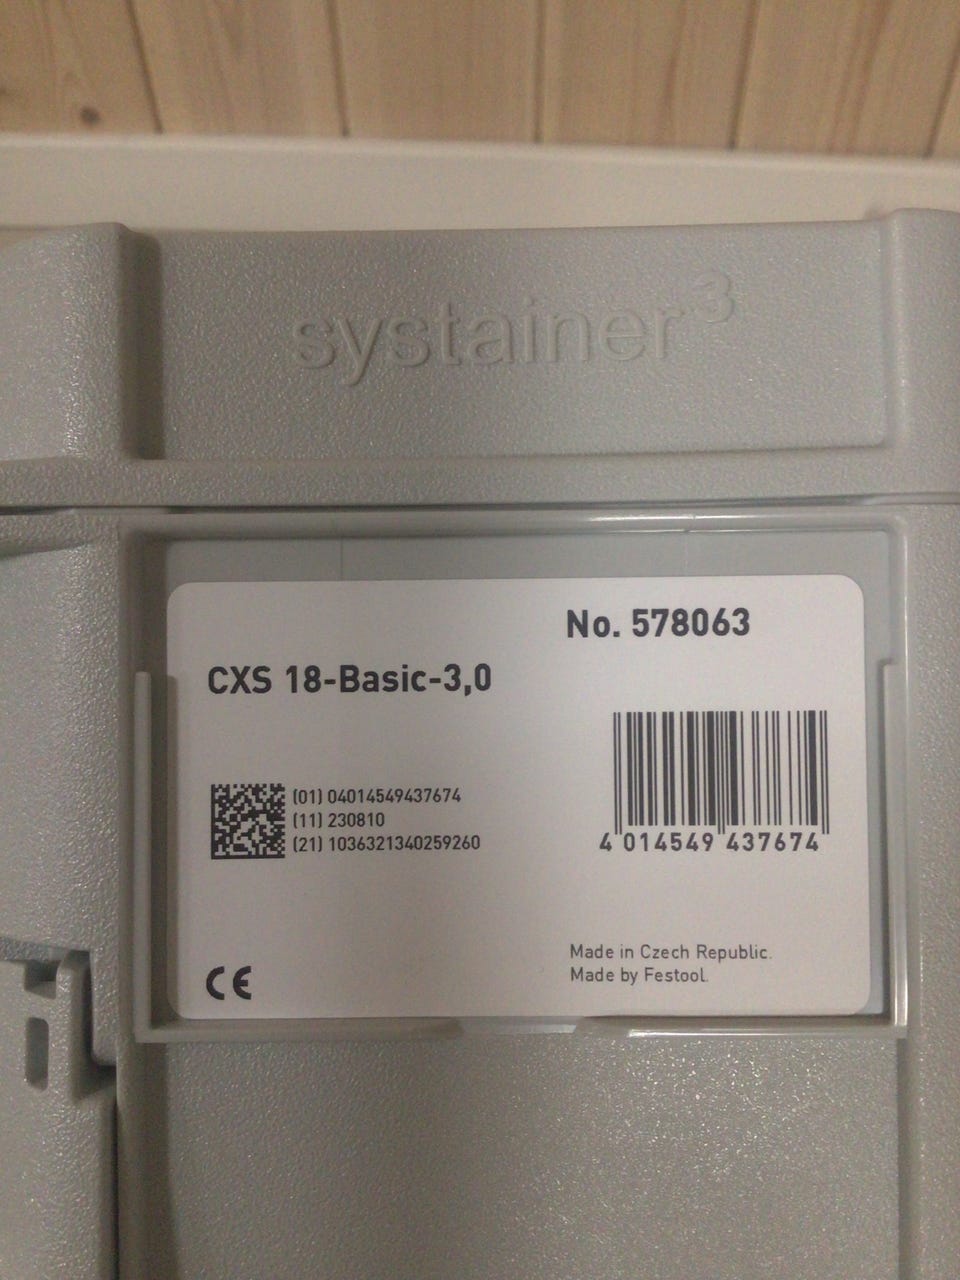 systainer³
No. 578063
CXS 18-Basic-3,0
(01) 04014549437674
(11) 230810
(21) 1036321340259260
4 014549 437674
Made in Czech Republic.
Made by Festool.
CE